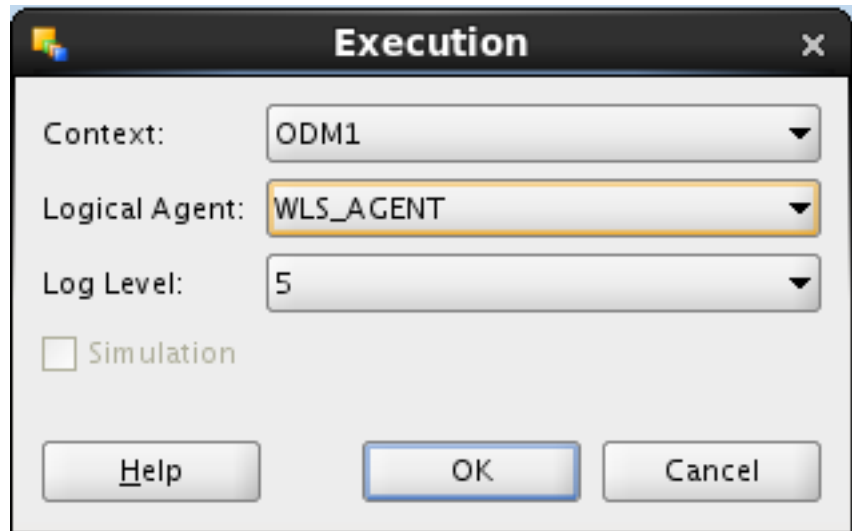 Execution
Context: ODM1
Logical Agent: WLS_AGENT
Log Level: 5
Simulation
Help OK Cancel